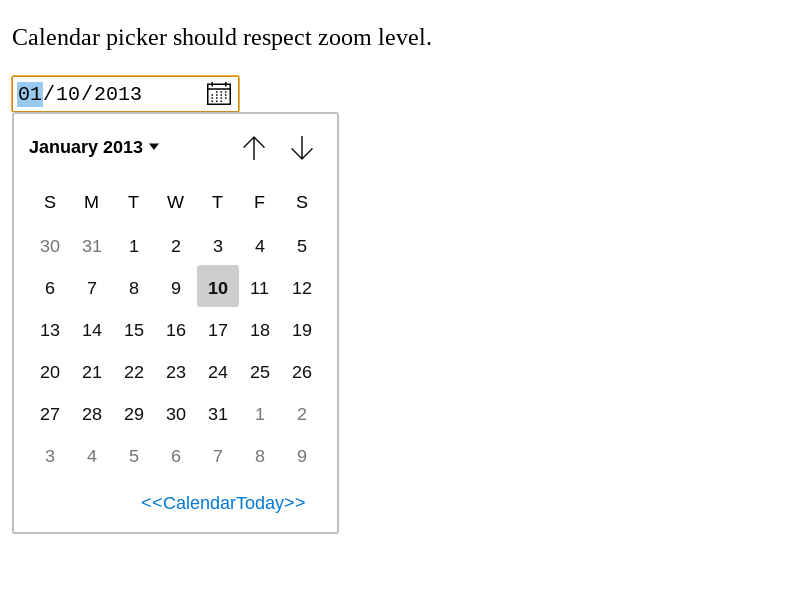 Calendar picker should respect zoom level.
01/10/2013
January 2013
S M T W T F S
30 31 1 2 3 4 5
6 7 8 9 10 11 12
13 14 15 16 17 18 19
20 21 22 23 24 25 26
27 28 29 30 31 1 2
3 4 5 6 7 8 9
<<CalendarToday>>